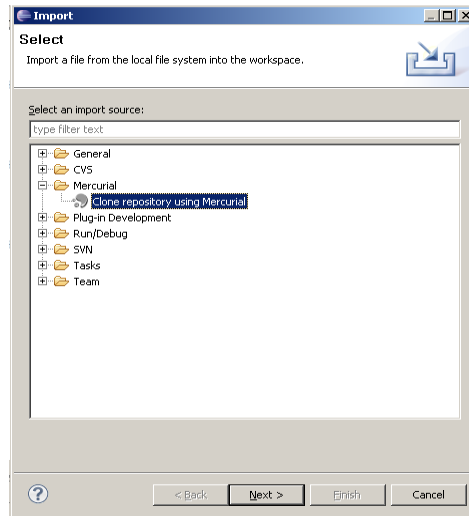 Import
Select
Import a file from the local file system into the workspace.
Select an import source:
type filter text
General
CVS
Mercurial
Clone repository using Mercurial
Plug-in Development
Run/Debug
SVN
Tasks
Team
?
< Back Next > Finish Cancel